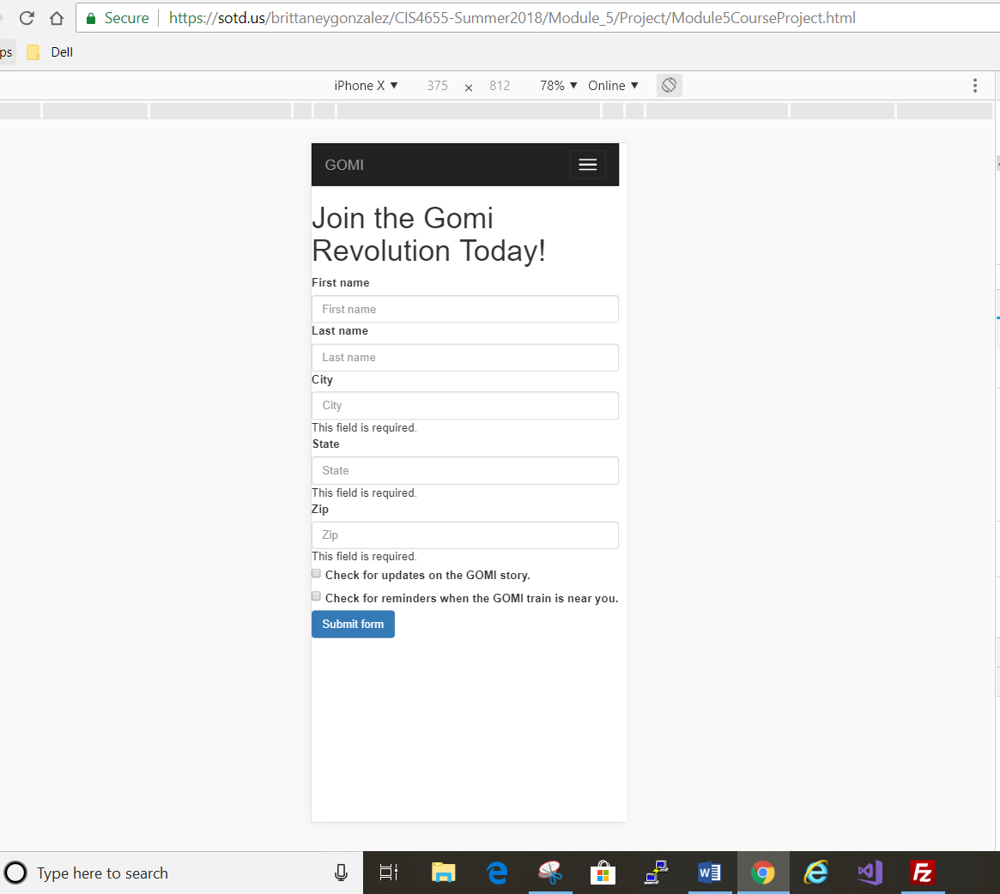 Secure https://sotd.us/brittaneygonzalez/CIS4655-Summer2018/Module_5/Project/Module5CourseProject.html
ps Dell
iPhone X 375 × 812 78% Online
GOMI
Join the Gomi
Revolution Today!
First name
First name
Last name
Last name
City
City
This field is required.
State
State
This field is required.
Zip
Zip
This field is required.
Check for updates on the GOMI story.
Check for reminders when the GOMI train is near you.
Submit form
Type here to search